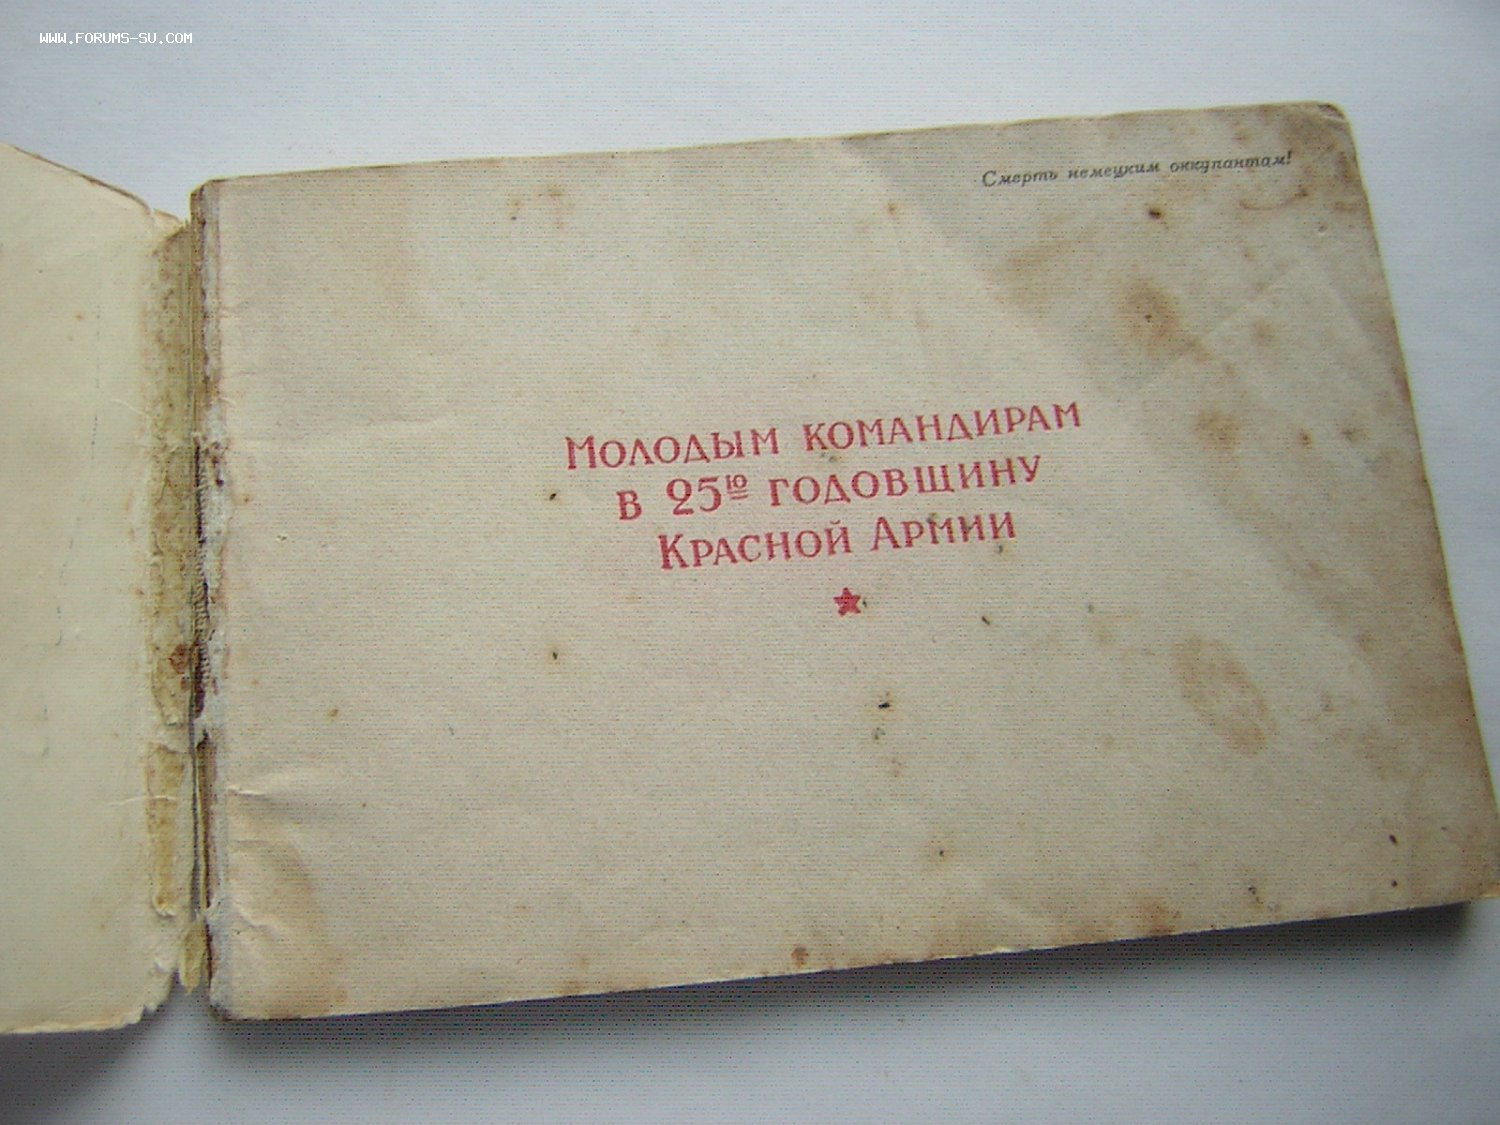 WWW.FORUMS-SU.COM
Смерть немецким оккупантам!
Молодым командирам
в 25ю годовщину
Красной Армии